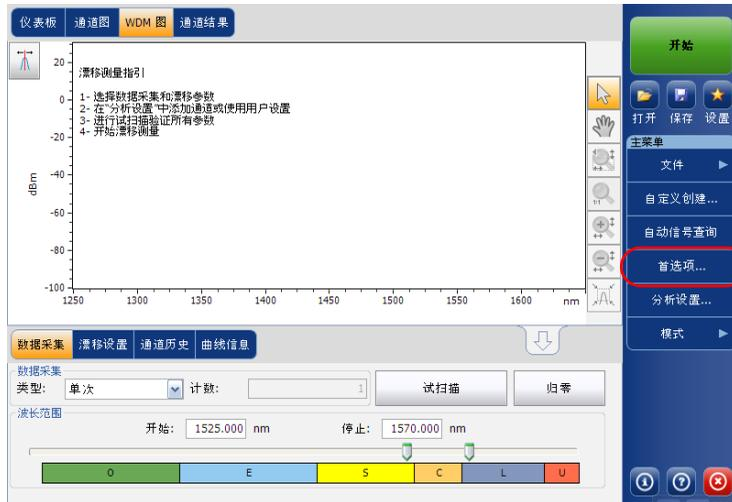 仪表板 通道图 WDM 图 通道结果
漂移测量指引
1- 选择数据采集和漂移参数
2- 在“分析设置”中添加通道或使用用户设置
3- 进行试扫描验证所有参数
4- 开始漂移测量
dBm
20
0
-20
-40
-60
-80
-100
1250 1300 1350 1400 1450 1500 1550 1600 nm
1:1
数据采集 漂移设置 通道历史 曲线信息
数据采集
类型: 单次 计数: 1 试扫描 归零
波长范围
开始: 1525.000 nm 停止: 1570.000 nm
O E S C L U
开始
打开 保存 设置
主菜单
文件
自定义创建...
自动信号查询
首选项...
分析设置...
模式